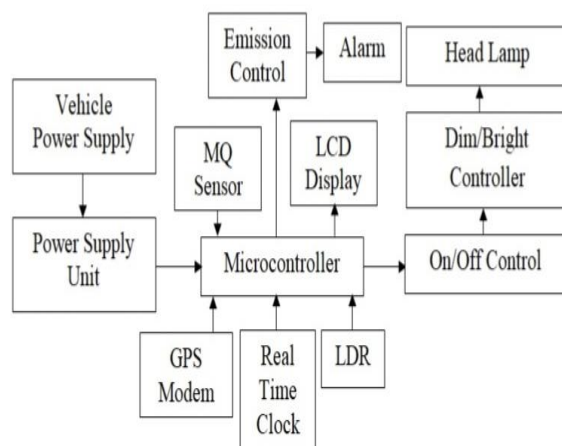 Emission
Control
Alarm
Head Lamp
Vehicle
Power Supply
MQ
Sensor
LCD
Display
Dim/Bright
Controller
Power Supply
Unit
Microcontroller
On/Off Control
GPS
Modem
Real
Time
Clock
LDR